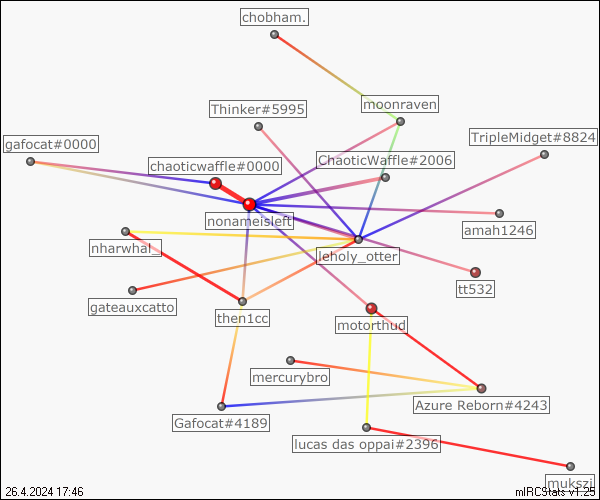 chobham.
moonraven
Thinker#5995
TripleMidget#8824
gafocat#0000
ChaoticWaffle#2006
chaoticwaffle#0000
nonameisleft
amah1246
nharwhal_
leholy_otter
tt532
gateauxcatto
then1cc
motorthud
mercurybro
Azure Reborn#4243
Gafocat#4189
lucas das oppai#2396
mukszi
26.4.2024 17:46
mIRCStats v1.25